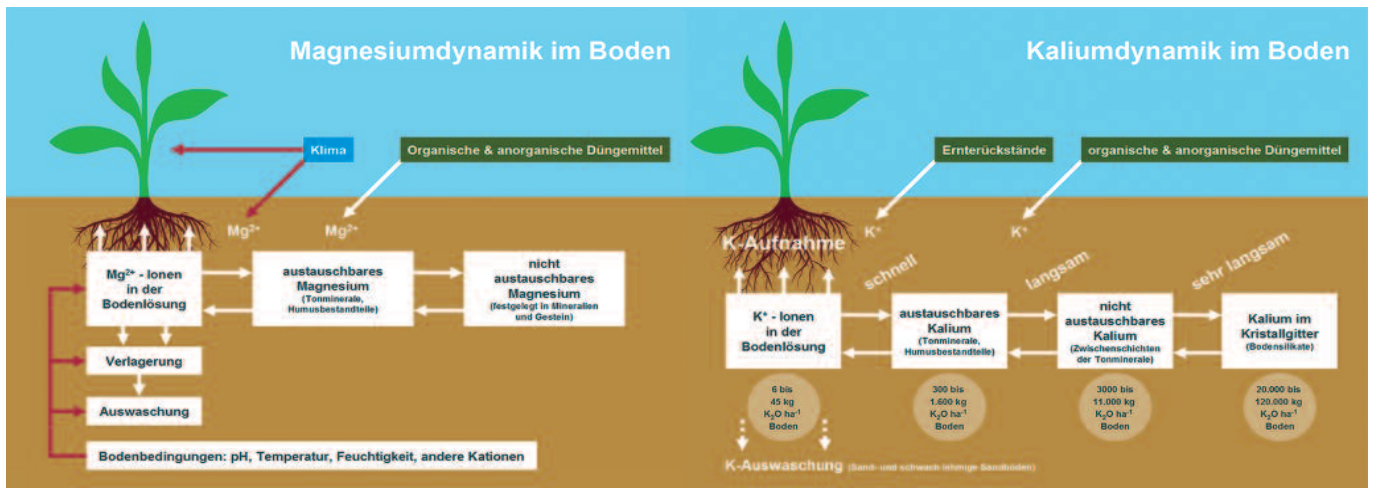 Magnesiumdynamik im Boden
Klima
Organische & anorganische Düngemittel
Mg²⁺
Mg²⁺
Mg²⁺ - Ionen
in der
Bodenlösung
austauschbares
Magnesium
(Tonminerale,
Humusbestandteile)
nicht
austauschbares
Magnesium
(festgelegt in Mineralien
und Gestein)
Verlagerung
Auswaschung
Bodenbedingungen: pH, Temperatur, Feuchtigkeit, andere Kationen
Kaliumdynamik im Boden
Ernterückstände
organische & anorganische Düngemittel
K⁺
K⁺
K-Aufnahme
schnell
langsam
sehr langsam
K⁺ - Ionen
in der
Bodenlösung
austauschbares
Kalium
(Tonminerale,
Humusbestandteile)
nicht
austauschbares
Kalium
(Zwischenschichten
der Tonminerale)
Kalium im
Kristallgitter
(Bodensilikate)
6 bis
45 kg
K₂O ha⁻¹
Boden
300 bis
1.600 kg
K₂O ha⁻¹
Boden
3000 bis
11.000 kg
K₂O ha⁻¹
Boden
20.000 bis
120.000 kg
K₂O ha⁻¹
Boden
K-Auswaschung (Sand- und schwach lehmige Sandböden)